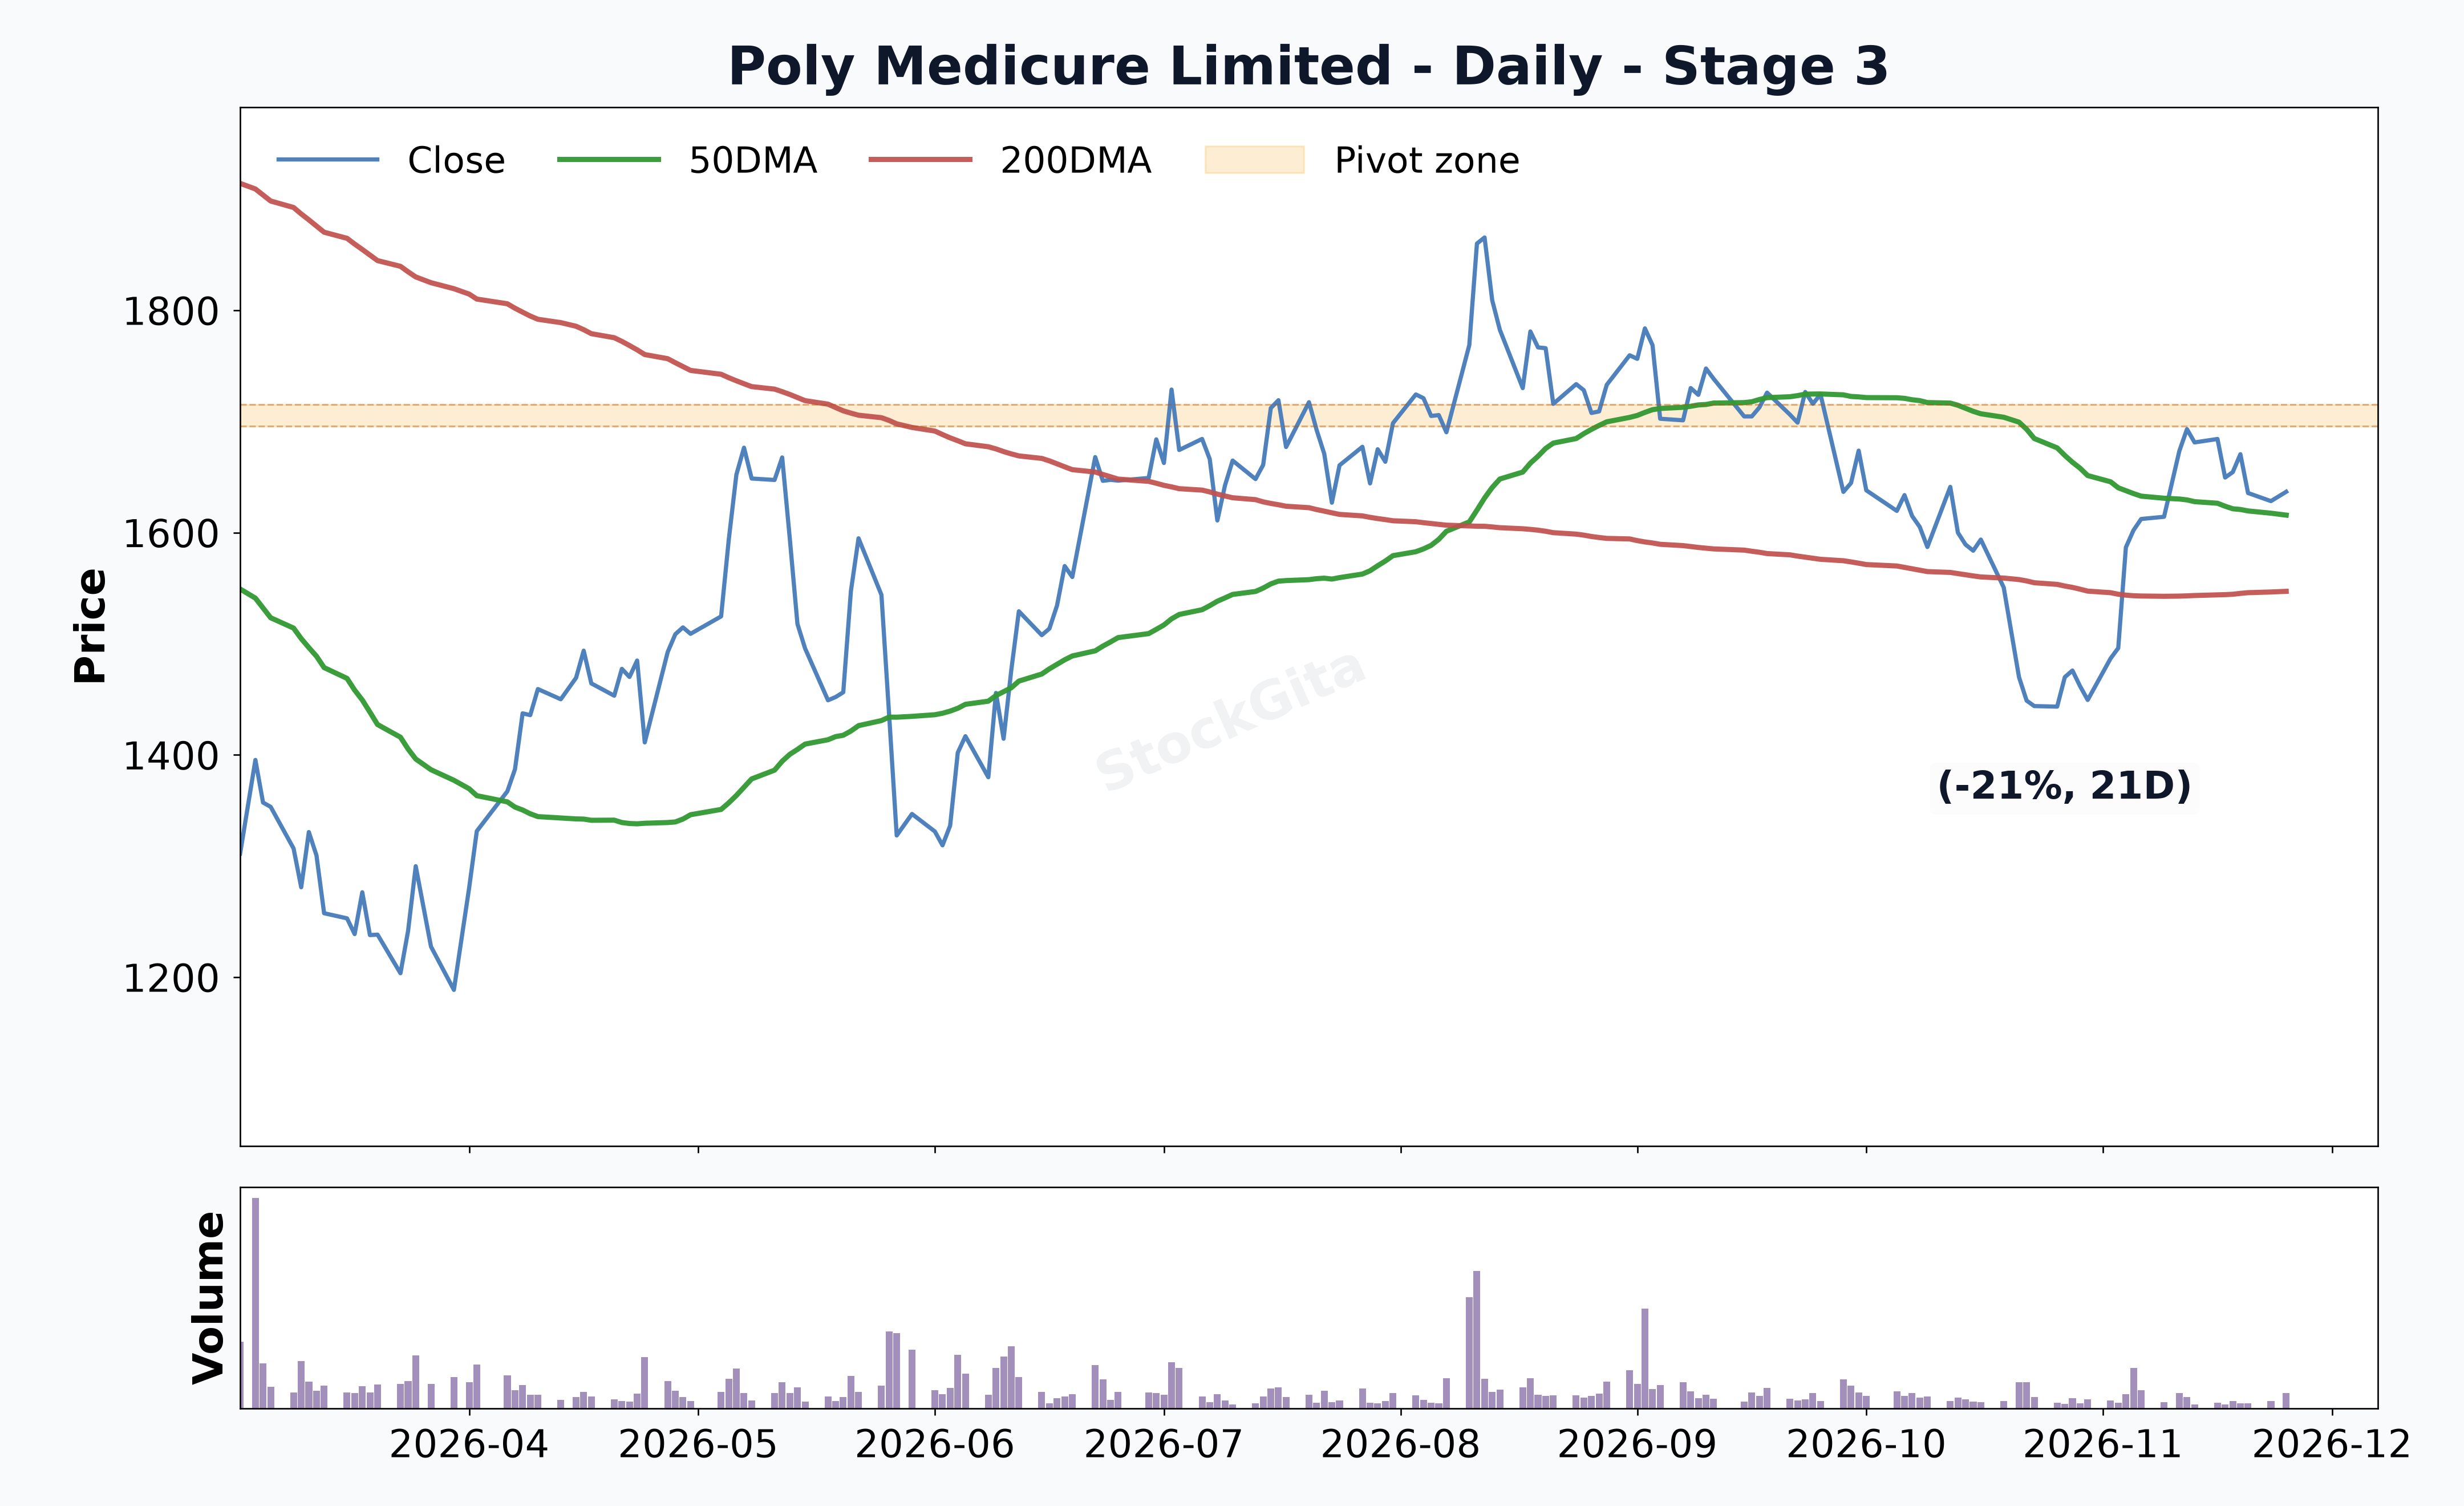 Poly Medicure Limited - Daily - Stage 3
Close 50DMA 200DMA Pivot zone
Price
1800
1600
1400
1200
StockGita
(-21%, 21D)
Volume
2026-04 2026-05 2026-06 2026-07 2026-08 2026-09 2026-10 2026-11 2026-12